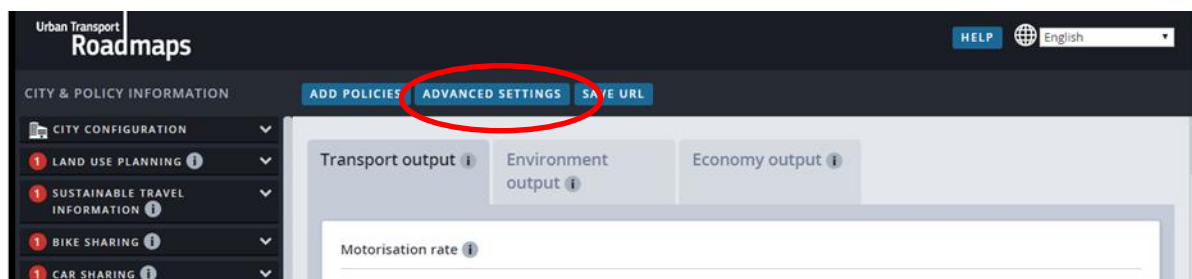 Urban Transport
Roadmaps
HELP
English
CITY & POLICY INFORMATION
ADD POLICIES
ADVANCED SETTINGS
SAVE URL
CITY CONFIGURATION
1 LAND USE PLANNING i
1 SUSTAINABLE TRAVEL
INFORMATION i
1 BIKE SHARING i
1 CAR SHARING i
Transport output i
Environment
output i
Economy output i
Motorisation rate i